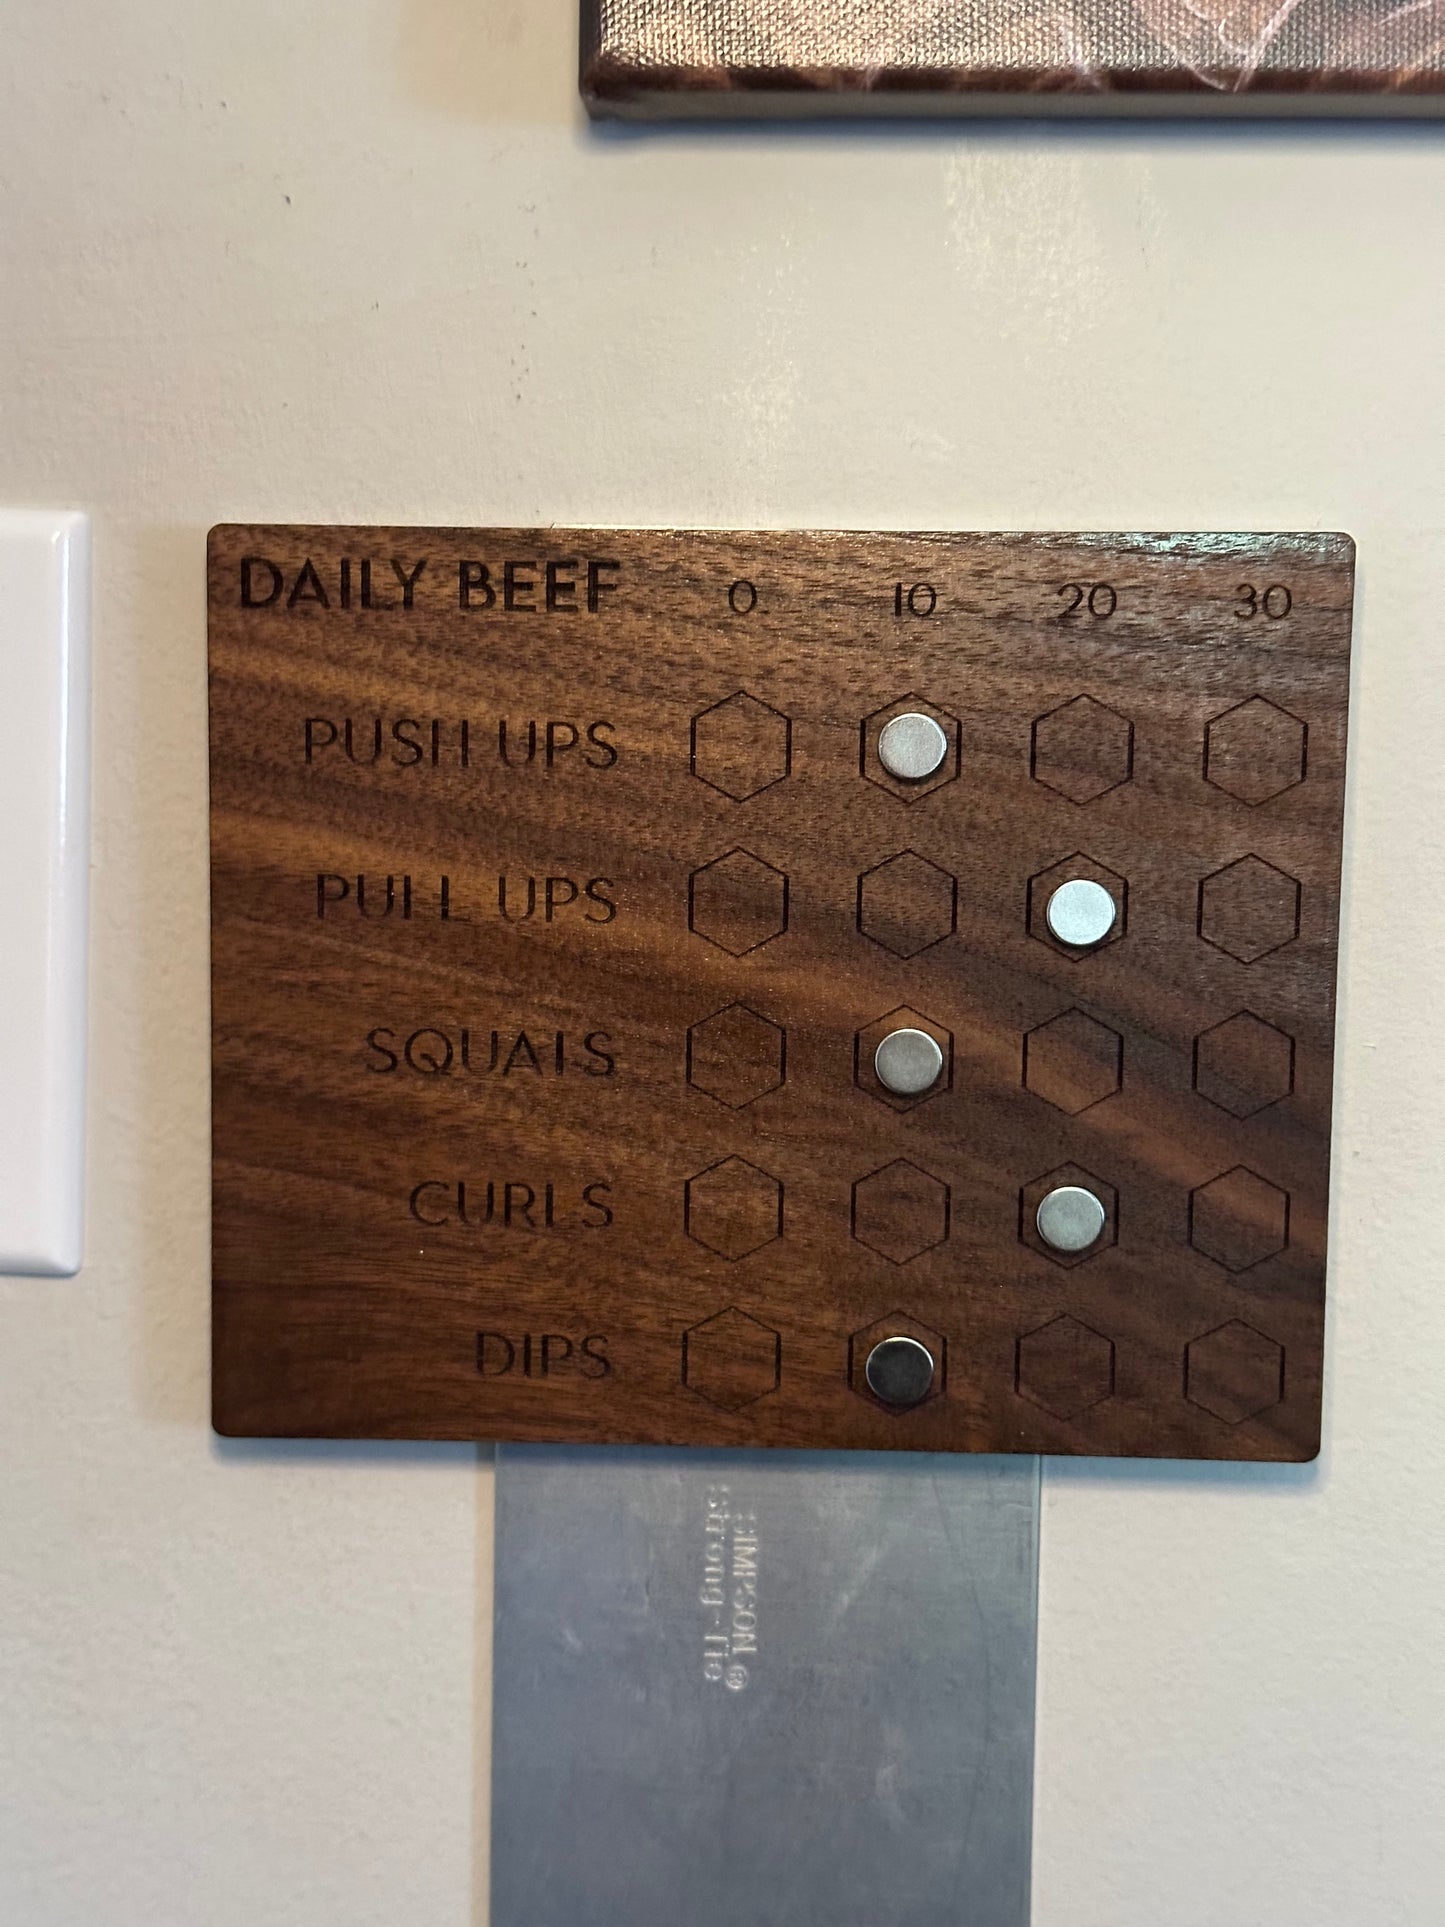 DAILY BEEF 0 10 20 30
PUSH UPS
PULL UPS
SQUATS
CURLS
DIPS
SIMPSON®
Strong-Tie